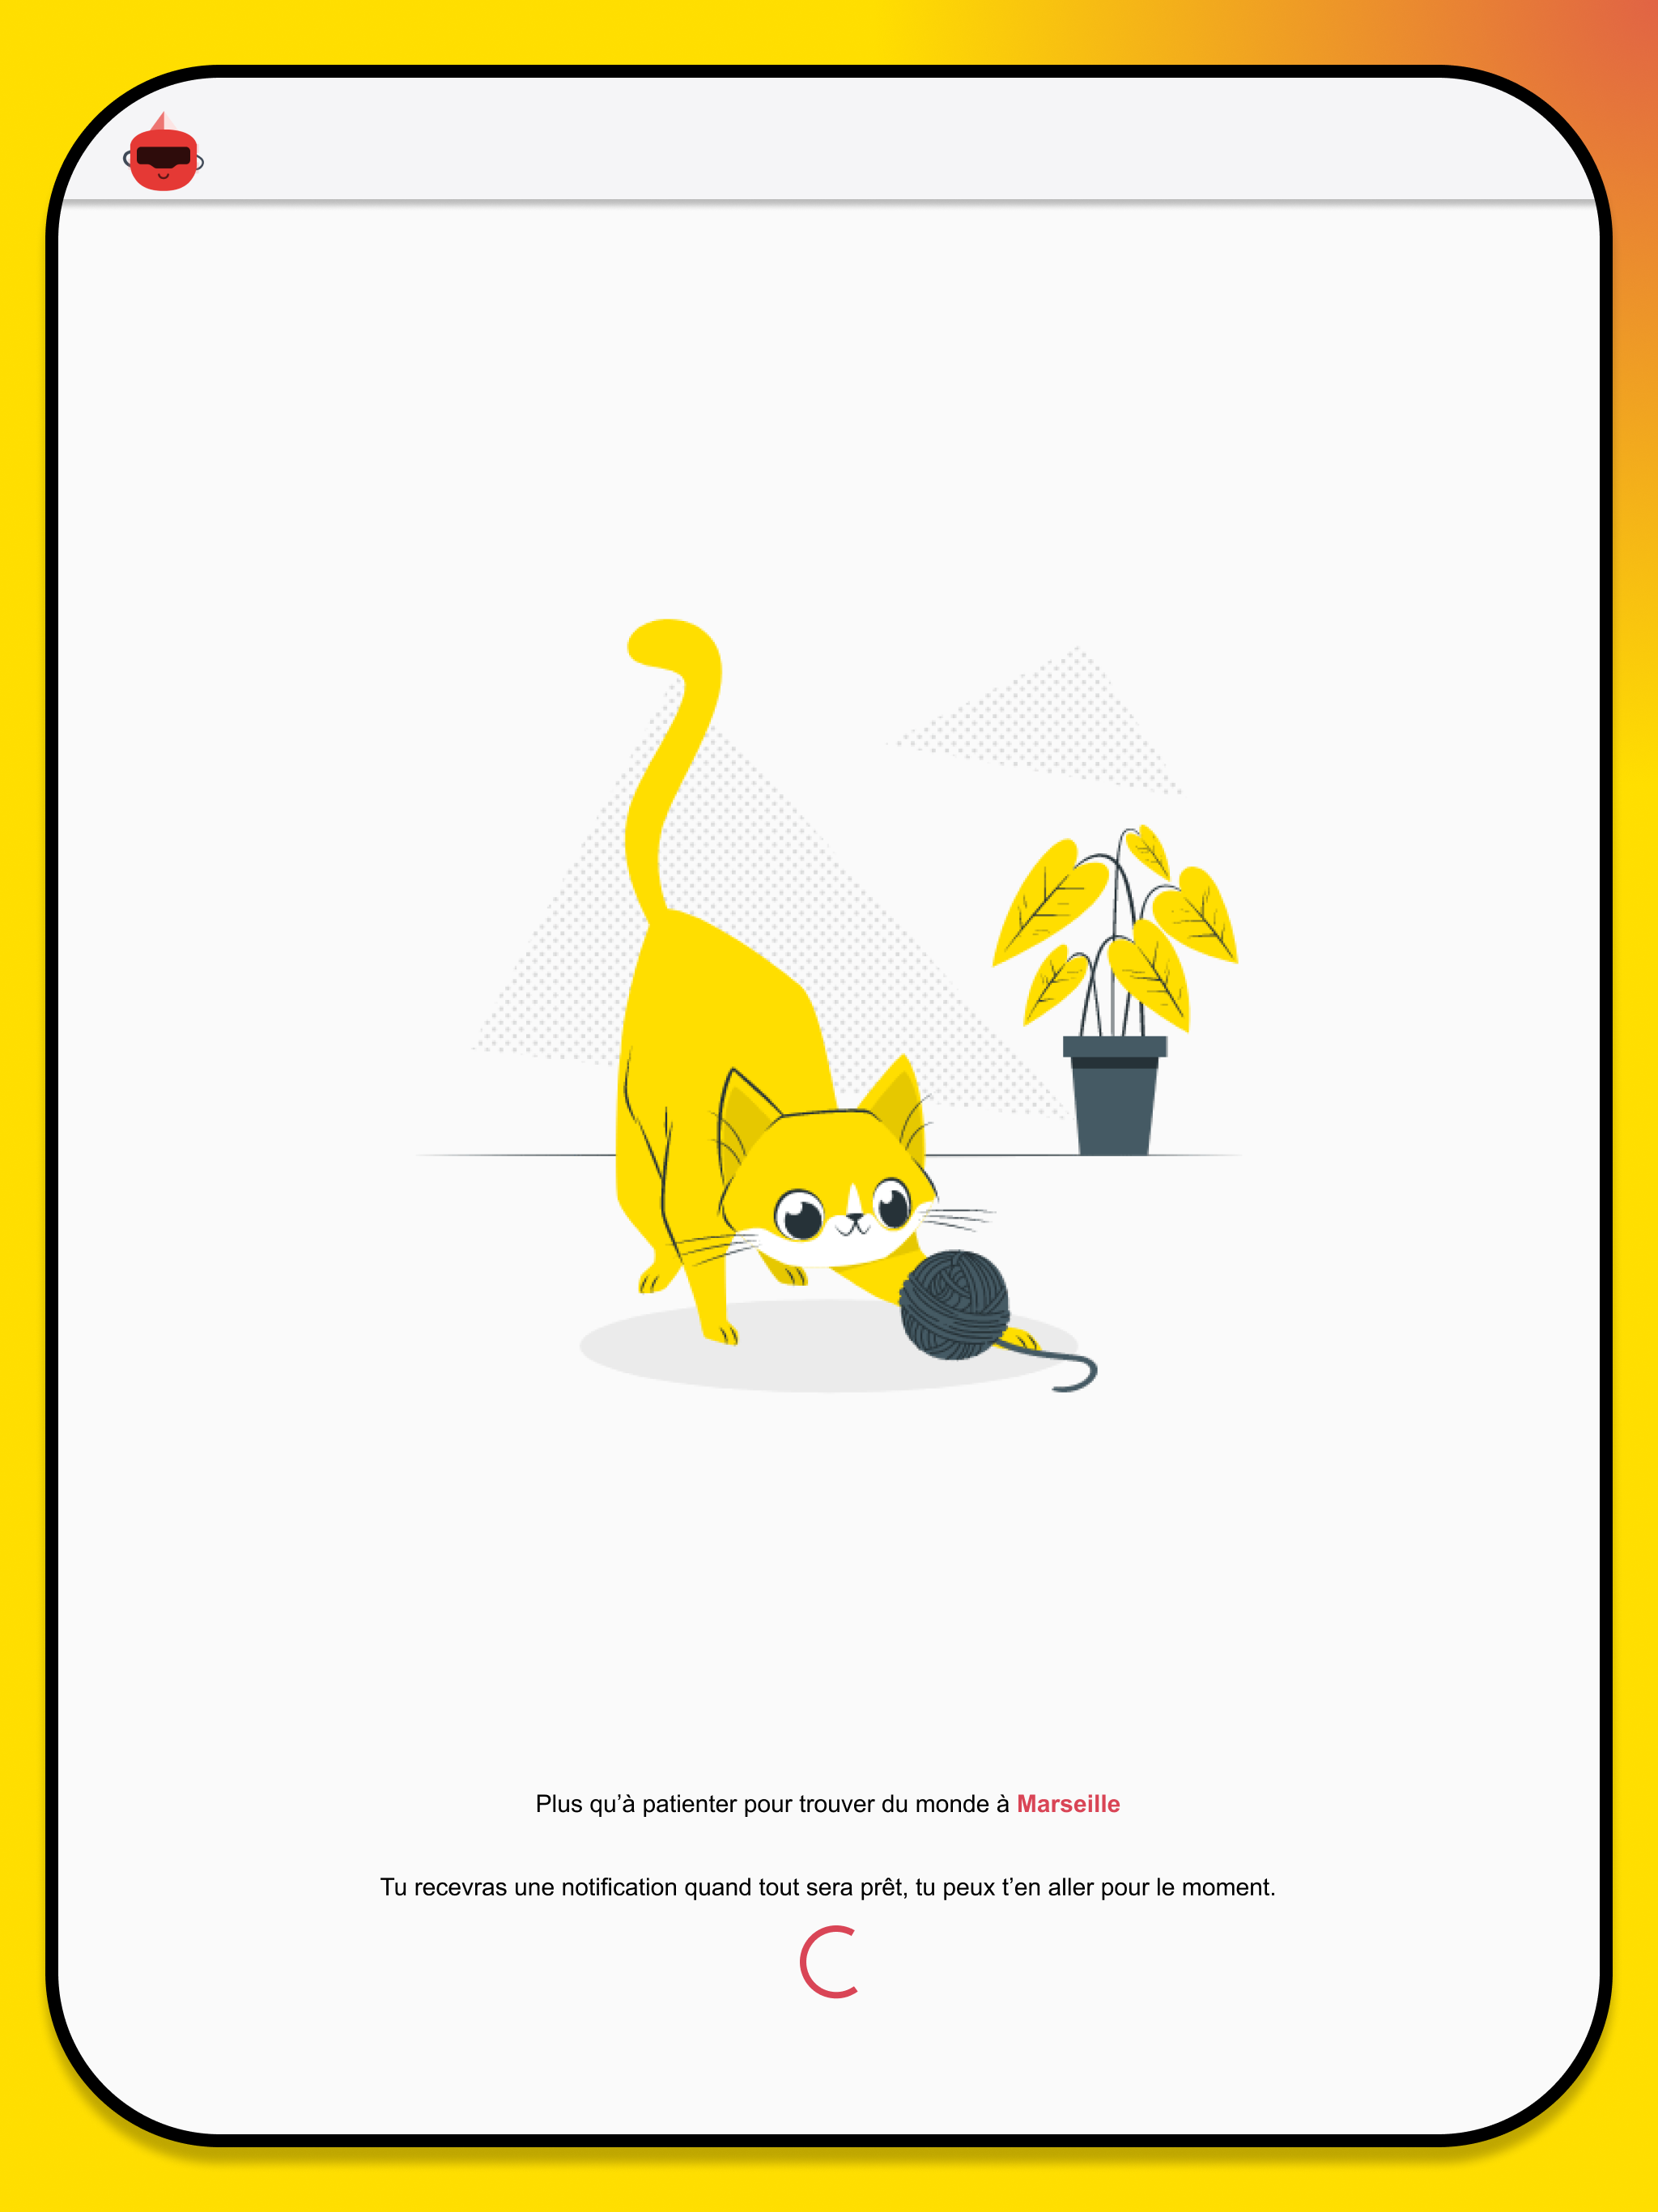 Plus qu’à patienter pour trouver du monde à Marseille
Tu recevras une notification quand tout sera prêt, tu peux t’en aller pour le moment.